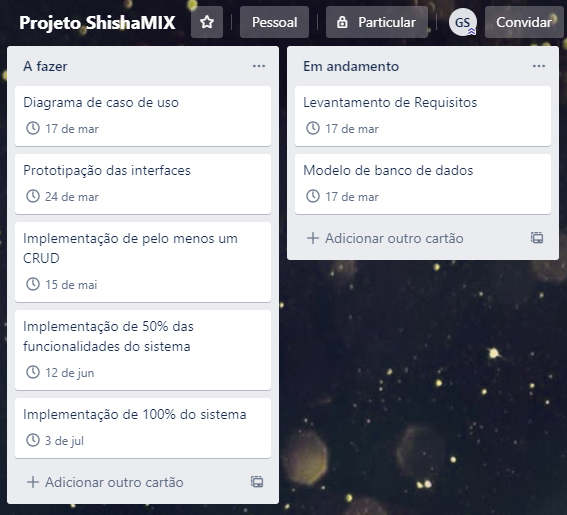 Projeto ShishaMIX
Pessoal
Particular
GS
Convidar
A fazer
Diagrama de caso de uso
17 de mar
Prototipação das interfaces
24 de mar
Implementação de pelo menos um
CRUD
15 de mai
Implementação de 50% das
funcionalidades do sistema
12 de jun
Implementação de 100% do sistema
3 de jul
+ Adicionar outro cartão
Em andamento
Levantamento de Requisitos
17 de mar
Modelo de banco de dados
17 de mar
+ Adicionar outro cartão